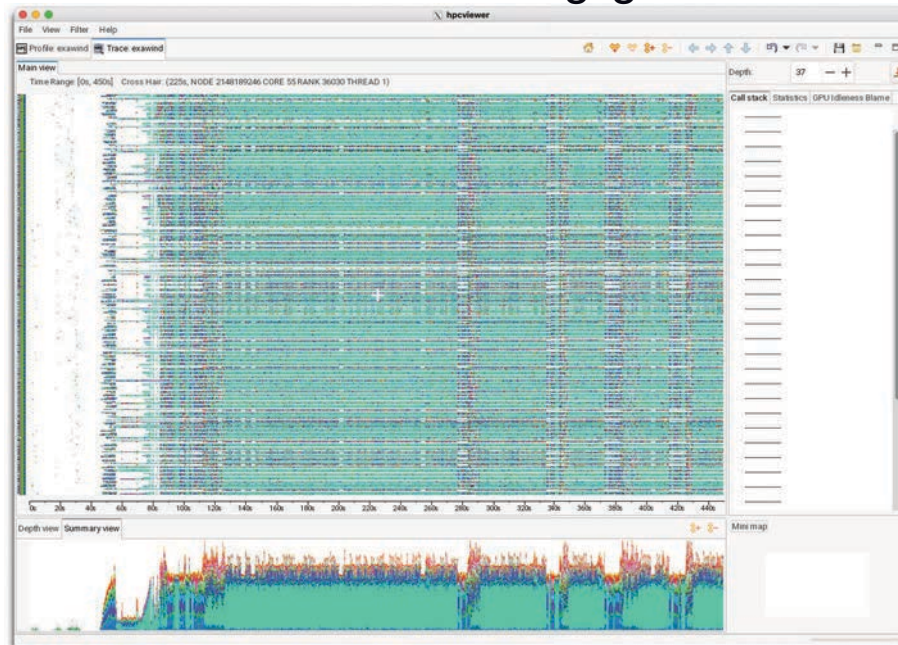 hpcviewer
File View Filter Help
Profile exawind Trace exawind
Main view
Time Range: [0s, 450s] Cross Hair: (225s, NODE 2148189246 CORE 55 RANK 36030 THREAD 1)
Depth: 37
Call stack Statistics GPU Idleness Blame
0s 20s 40s 60s 80s 100s 120s 140s 160s 180s 200s 220s 240s 260s 280s 300s 320s 340s 360s 380s 400s 420s 440s
Depth view Summary view
Mini map